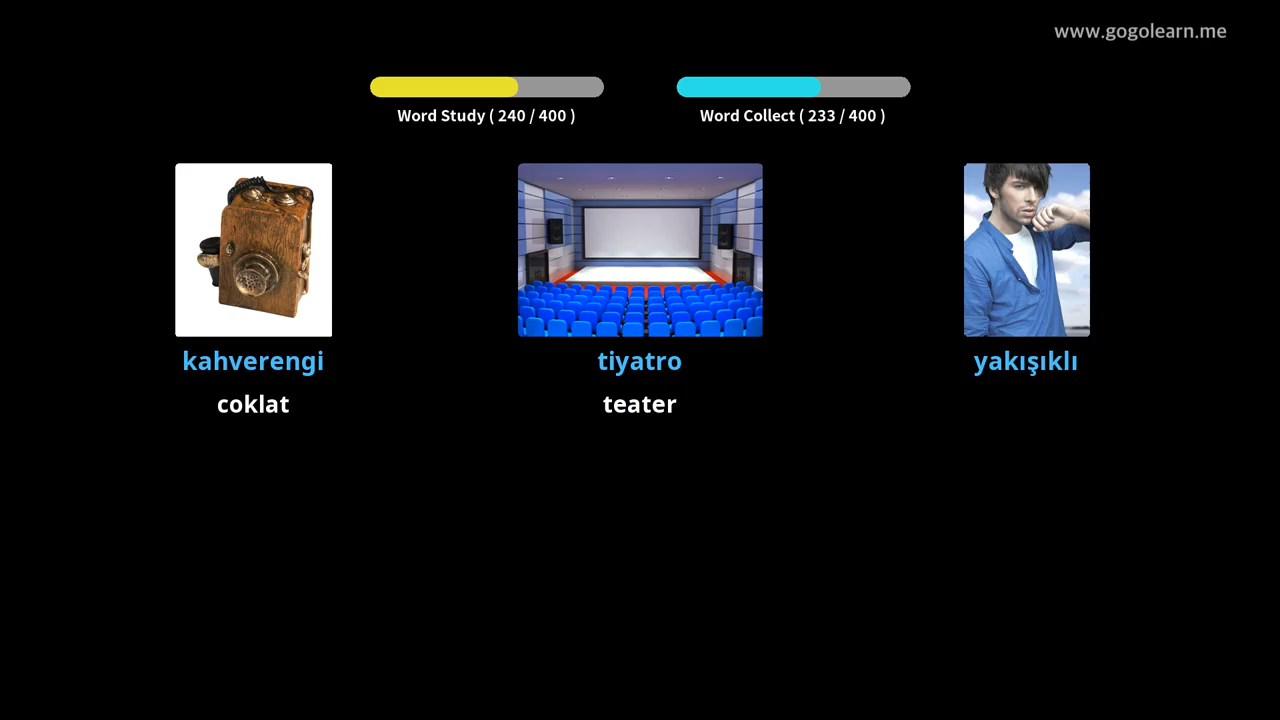 www.gogolearn.me
Word Study ( 240 / 400 )
Word Collect ( 233 / 400 )
kahverengi
tiyatro
yakışıklı
coklat
teater